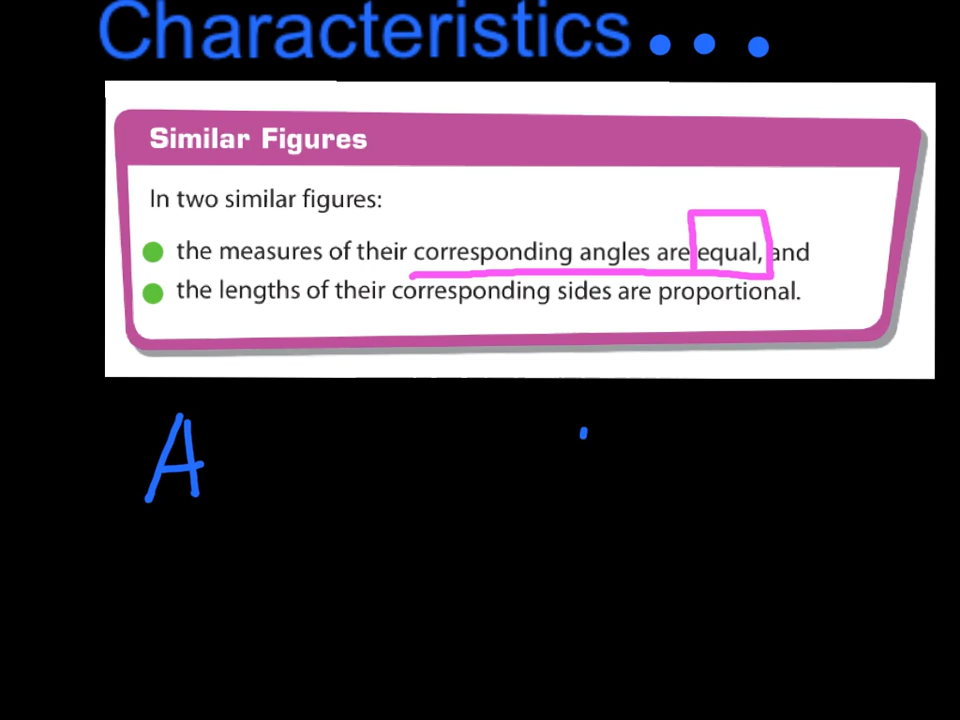 Characteristics...
Similar Figures
In two similar figures:
the measures of their corresponding angles are equal, and
the lengths of their corresponding sides are proportional.
A